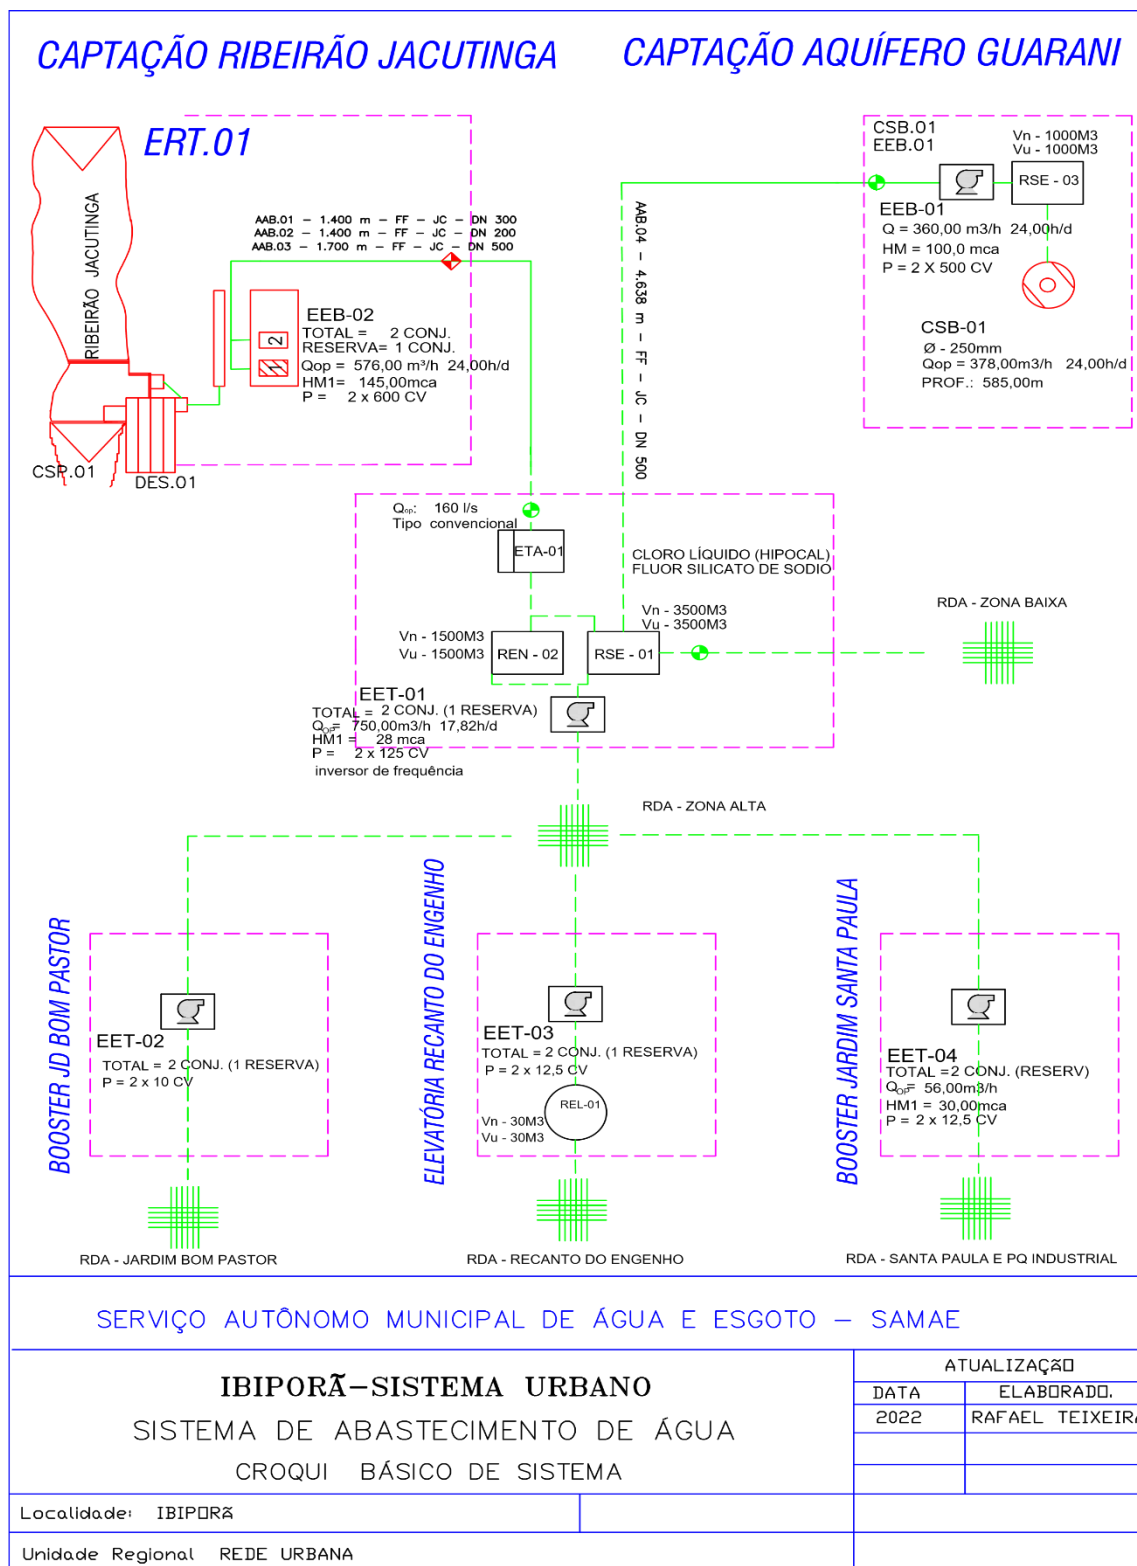 CAPTAÇÃO RIBEIRÃO JACUTINGA
CAPTAÇÃO AQUÍFERO GUARANI
ERT.01
RIBEIRÃO JACUTINGA
AAB.01 - 1.400 m - FF - JC - DN 300
AAB.02 - 1.400 m - FF - JC - DN 200
AAB.03 - 1.700 m - FF - JC - DN 500
EEB-02
TOTAL = 2 CONJ.
RESERVA= 1 CONJ.
Qop = 576,00 m³/h 24,00h/d
HM1= 145,00mca
P = 2 x 600 CV
2
1
CSP.01
DES.01
AAB.04 - 4.638 m - FF - JC - DN 500
CSB.01
EEB.01
Vn - 1000M3
Vu - 1000M3
RSE - 03
EEB-01
Q = 360,00 m3/h 24,00h/d
HM = 100,0 mca
P = 2 X 500 CV
CSB-01
Ø - 250mm
Qop = 378,00m3/h 24,00h/d
PROF.: 585,00m
Qop: 160 l/s
Tipo convencional
ETA-01
CLORO LÍQUIDO (HIPOCAL)
FLUOR SILICATO DE SODIO
Vn - 3500M3
Vu - 3500M3
Vn - 1500M3
Vu - 1500M3
REN - 02
RSE - 01
RDA - ZONA BAIXA
EET-01
TOTAL = 2 CONJ. (1 RESERVA)
QOP= 750,00m3/h 17,82h/d
HM1 = 28 mca
P = 2 x 125 CV
inversor de frequência
RDA - ZONA ALTA
BOOSTER JD BOM PASTOR
EET-02
TOTAL = 2 CONJ. (1 RESERVA)
P = 2 x 10 CV
RDA - JARDIM BOM PASTOR
ELEVATÓRIA RECANTO DO ENGENHO
EET-03
TOTAL = 2 CONJ. (1 RESERVA)
P = 2 x 12,5 CV
REL-01
Vn - 30M3
Vu - 30M3
RDA - RECANTO DO ENGENHO
BOOSTER JARDIM SANTA PAULA
EET-04
TOTAL =2 CONJ. (RESERV)
QOP= 56,00m3/h
HM1 = 30,00mca
P = 2 x 12,5 CV
RDA - SANTA PAULA E PQ INDUSTRIAL
SERVIÇO AUTÔNOMO MUNICIPAL DE ÁGUA E ESGOTO – SAMAE
IBIPORÃ–SISTEMA URBANO
SISTEMA DE ABASTECIMENTO DE ÁGUA
CROQUI BÁSICO DE SISTEMA
ATUALIZAÇÃO
DATA ELABORADO.
2022 RAFAEL TEIXEIRA
Localidade: IBIPORÃ
Unidade Regional REDE URBANA